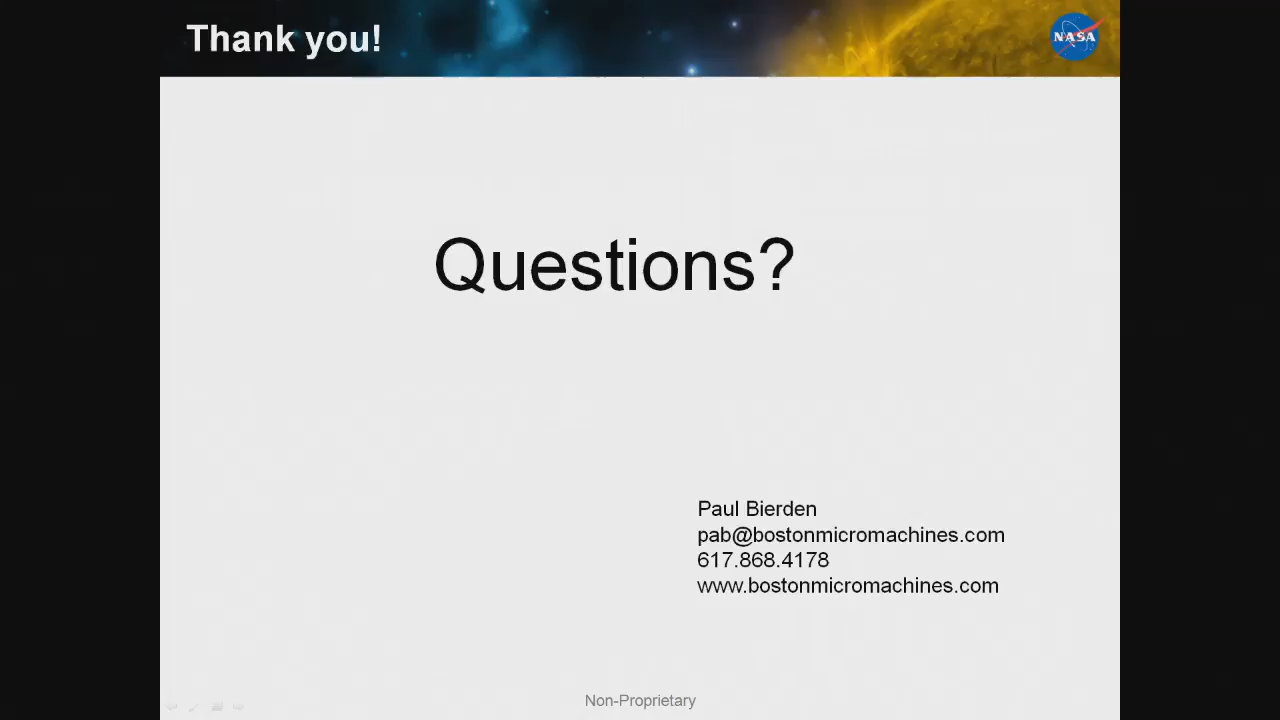 Thank you!
NASA
Questions?
Paul Bierden
pab@bostonmicromachines.com
617.868.4178
www.bostonmicromachines.com
Non-Proprietary